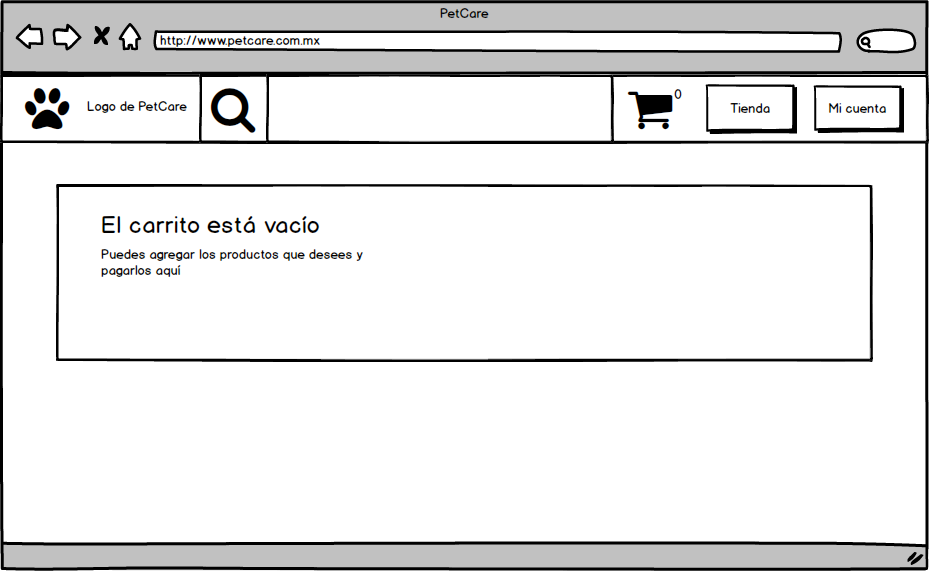 PetCare
http://www.petcare.com.mx
Logo de PetCare
0
Tienda
Mi cuenta
El carrito está vacío
Puedes agregar los productos que desees y
pagarlos aquí